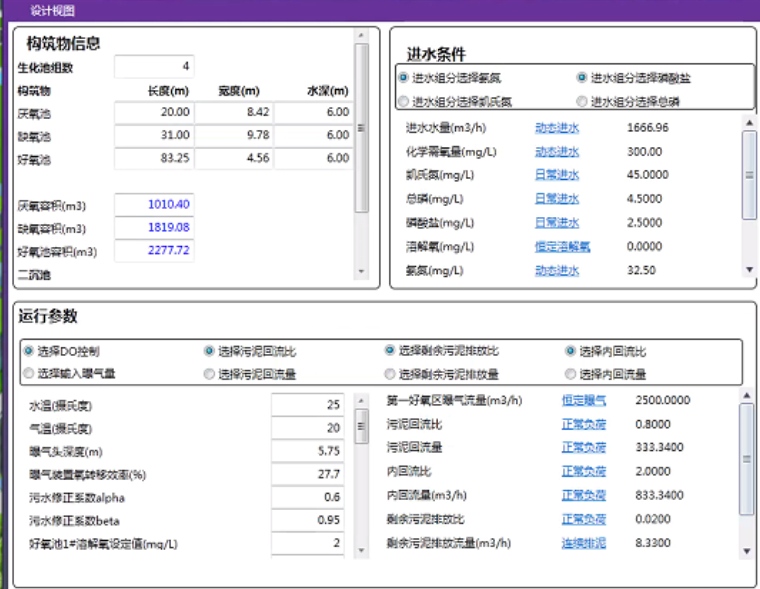 设计视图
构筑物信息
生化池组数 4
构筑物 长度(m) 宽度(m) 水深(m)
厌氧池 20.00 8.42 6.00
缺氧池 31.00 9.78 6.00
好氧池 83.25 4.56 6.00
厌氧容积(m3) 1010.40
缺氧容积(m3) 1819.08
好氧池容积(m3) 2277.72
二沉池
进水条件
进水组分选择氨氮 进水组分选择磷酸盐
进水组分选择凯氏氮 进水组分选择总磷
进水水量(m3/h) 动态进水 1666.96
化学需氧量(mg/L) 动态进水 300.00
凯氏氮(mg/L) 日常进水 45.0000
总磷(mg/L) 日常进水 4.5000
磷酸盐(mg/L) 日常进水 2.5000
溶解氧(mg/L) 恒定溶解氧 0.0000
氨氮(mg/L) 动态进水 32.50
运行参数
选择DO控制 选择污泥回流比 选择剩余污泥排放比 选择内回流比
选择输入曝气量 选择污泥回流量 选择剩余污泥排放量 选择内回流量
水温(摄氏度) 25
气温(摄氏度) 20
曝气头深度(m) 5.75
曝气装置氧转移效率(%) 27.7
污水修正系数alpha 0.6
污水修正系数beta 0.95
好氧池1#溶解氧设定值(mg/L) 2
第一好氧区曝气流量(m3/h) 恒定曝气 2500.0000
污泥回流比 正常负荷 0.8000
污泥回流量 正常负荷 333.3400
内回流比 正常负荷 2.0000
内回流量(m3/h) 正常负荷 833.3400
剩余污泥排放比 正常负荷 0.0200
剩余污泥排放流量(m3/h) 连续排泥 8.3300